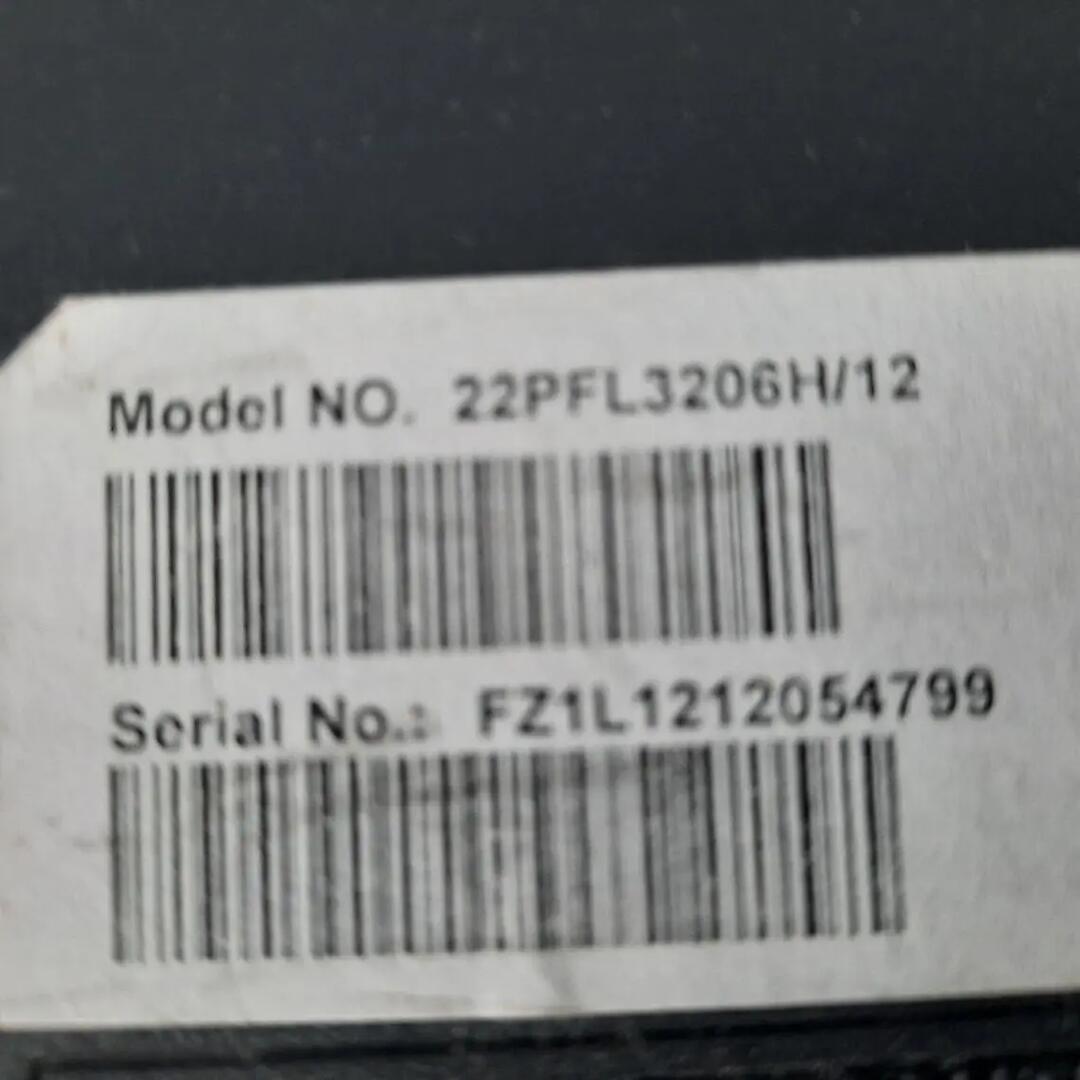 Model NO. 22PFL3206H/12
Serial No.: FZ1L1212054799